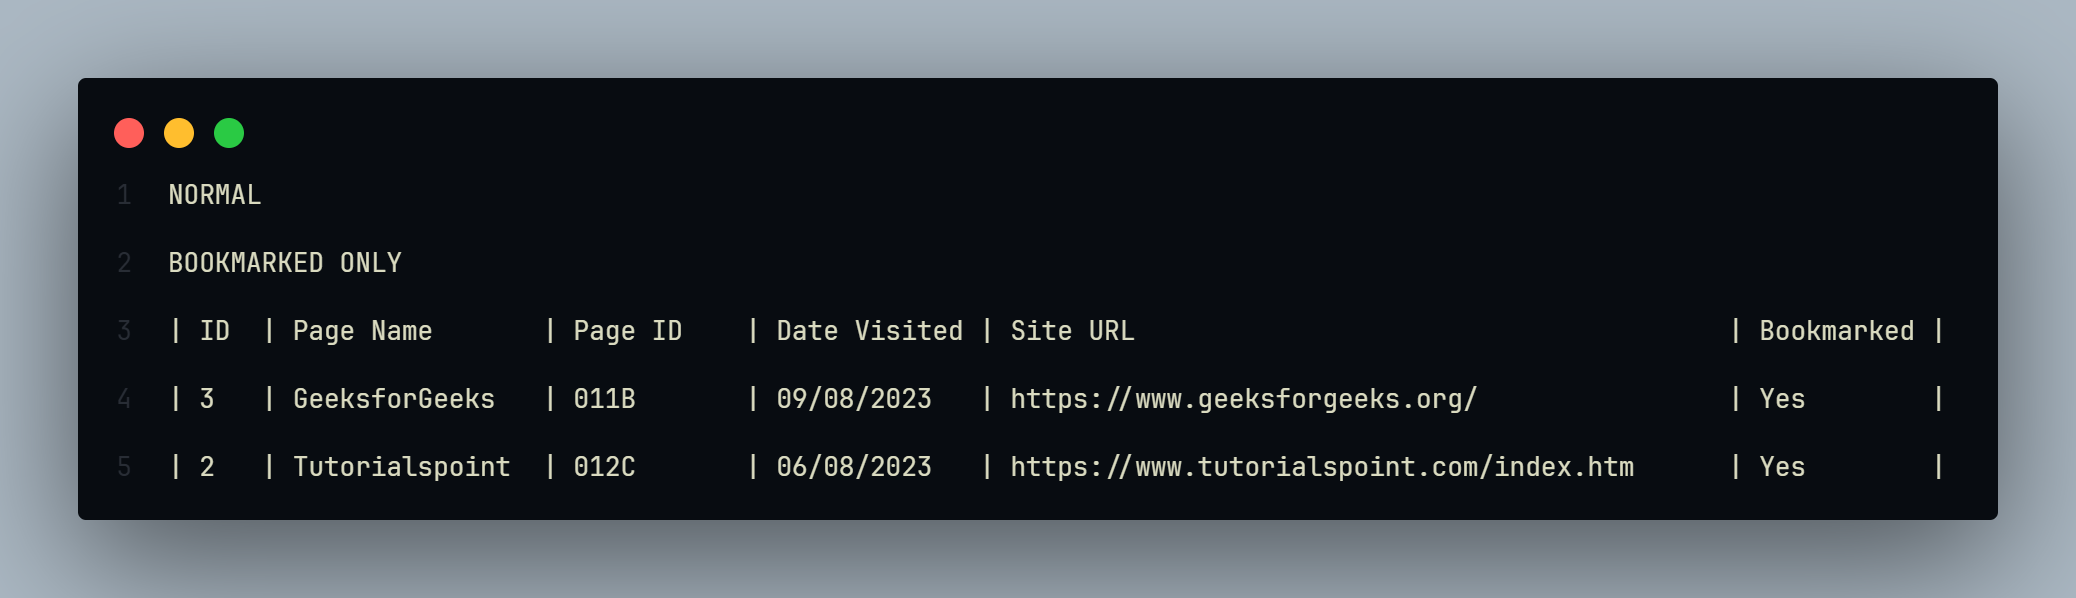 1 NORMAL
2 BOOKMARKED ONLY
3 | ID | Page Name | Page ID | Date Visited | Site URL | Bookmarked |
4 | 3 | GeeksforGeeks | 011B | 09/08/2023 | https://www.geeksforgeeks.org/ | Yes |
5 | 2 | Tutorialspoint | 012C | 06/08/2023 | https://www.tutorialspoint.com/index.htm | Yes |